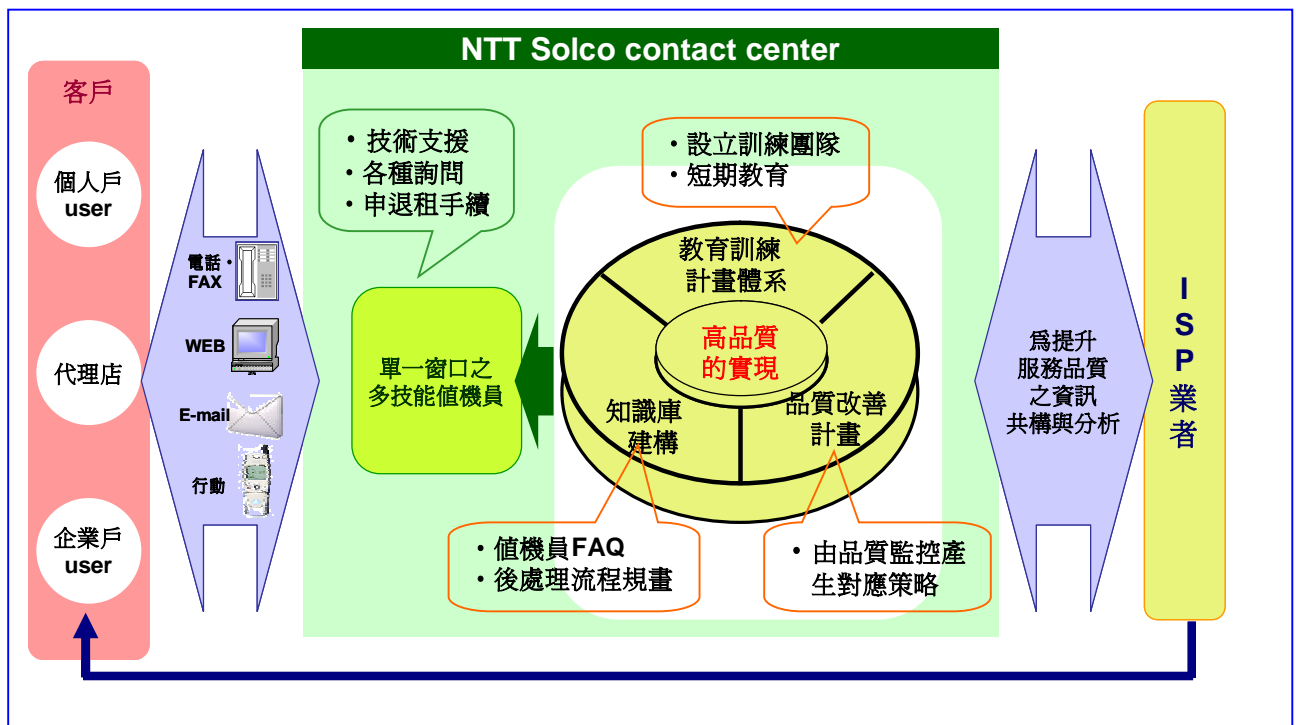 NTT Solco contact center
客戶
個人戶
user
代理店
企業戶
user
電話・
FAX
WEB
E-mail
行動
・技術支援
・各種詢問
・申退租手續
單一窗口之
多技能值機員
・設立訓練團隊
・短期教育
教育訓練
計畫體系
高品質
的實現
知識庫
建構
品質改善
計畫
・值機員FAQ
・後處理流程規畫
・由品質監控產
生對應策略
爲提升
服務品質
之資訊
共構與分析
I
S
P
業
者